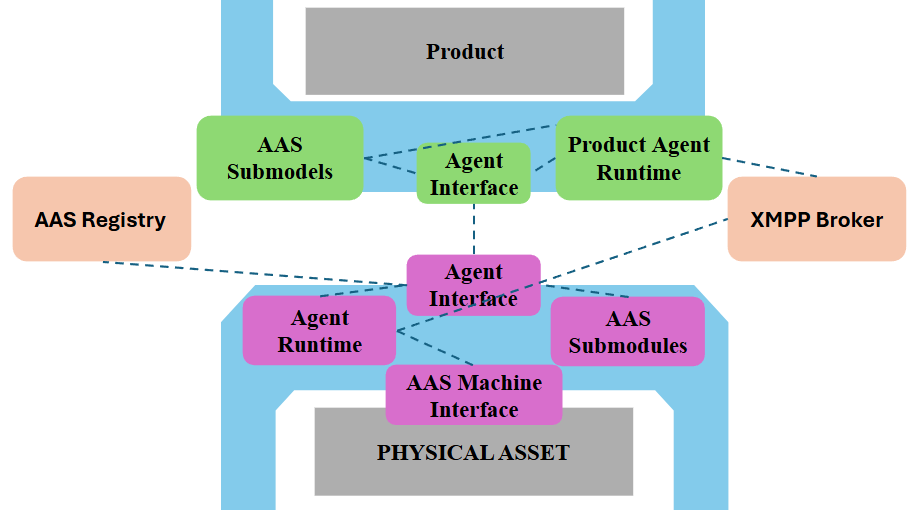 Product
AAS
Submodels
Agent
Interface
Product Agent
Runtime
AAS Registry
XMPP Broker
Agent
Interface
Agent
Runtime
AAS
Submodules
AAS Machine
Interface
PHYSICAL ASSET